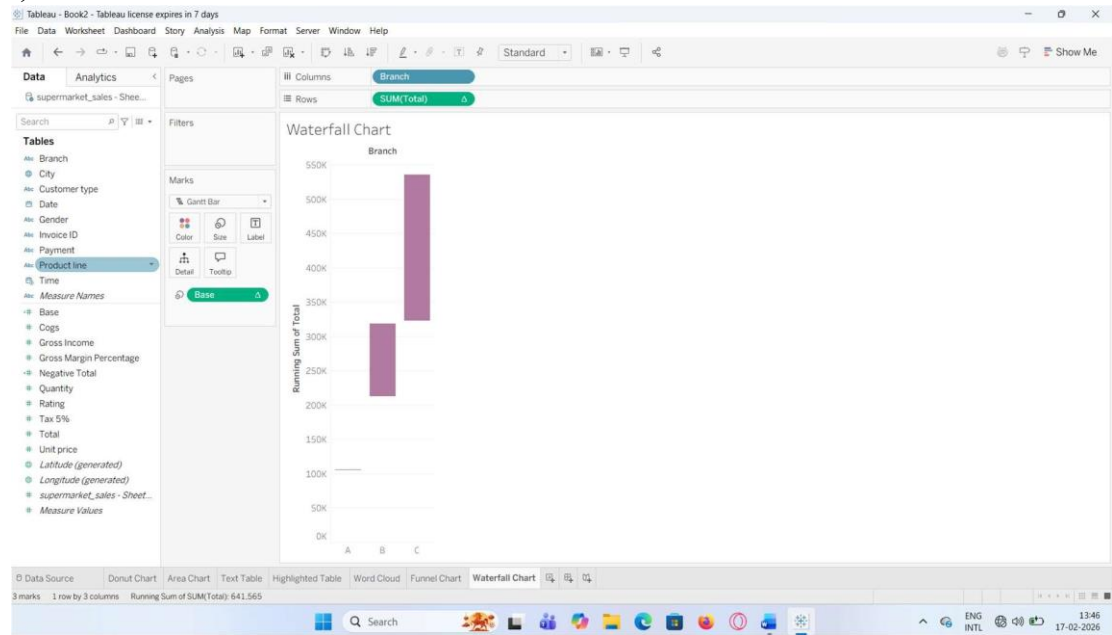 Tableau - Book2 - Tableau license expires in 7 days
File Data Worksheet Dashboard Story Analysis Map Format Server Window Help
Standard
Show Me
Data Analytics
Pages
Columns
Branch
supermarket_sales - Shee...
Rows
SUM(Total)
Search
Filters
Waterfall Chart
Tables
Branch
Abc Branch
City
Abc Customer type
Date
Abc Gender
Abc Invoice ID
Abc Payment
Abc Product line
Time
Abc Measure Names
Base
Cogs
Gross Income
Gross Margin Percentage
Negative Total
Quantity
Rating
Tax 5%
Total
Unit price
Latitude (generated)
Longitude (generated)
supermarket_sales - Sheet...
Measure Values
Marks
Gantt Bar
Color Size Label
Detail Tooltip
Base
550K
500K
450K
400K
350K
300K
250K
200K
150K
100K
50K
0K
Running Sum of Total
A B C
Data Source Donut Chart Area Chart Text Table Highlighted Table Word Cloud Funnel Chart Waterfall Chart
3 marks 1 row by 3 columns Running Sum of SUM(Total): 641,565
Search
ENG
INTL
13:46
17-02-2026